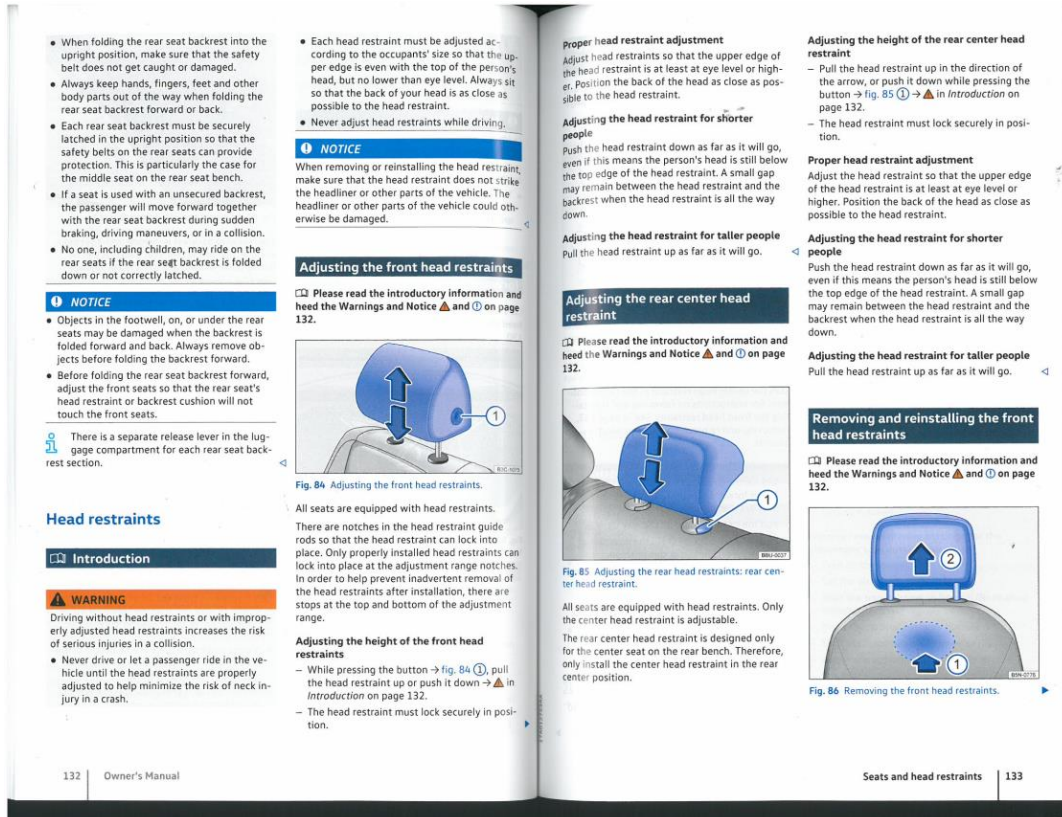 • When folding the rear seat backrest into the
upright position, make sure that the safety
belt does not get caught or damaged.
• Always keep hands, fingers, feet and other
body parts out of the way when folding the
rear seat backrest forward or back.
• Each rear seat backrest must be securely
latched in the upright position so that the
safety belts on the rear seats can provide
protection. This is particularly the case for
the middle seat on the rear seat bench.
• If a seat is used with an unsecured backrest,
the passenger will move forward together
with the rear seat backrest during sudden
braking, driving maneuvers, or in a collision.
• No one, including children, may ride on the
rear seats if the rear seat backrest is folded
down or not correctly latched.
NOTICE
• Objects in the footwell, on, or under the rear
seats may be damaged when the backrest is
folded forward and back. Always remove ob-
jects before folding the backrest forward.
• Before folding the rear seat backrest forward,
adjust the front seats so that the rear seat's
head restraint or backrest cushion will not
touch the front seats.
There is a separate release lever in the lug-
gage compartment for each rear seat back-
rest section.
Head restraints
Introduction
WARNING
Driving without head restraints or with improp-
erly adjusted head restraints increases the risk
of serious injuries in a collision.
• Never drive or let a passenger ride in the ve-
hicle until the head restraints are properly
adjusted to help minimize the risk of neck in-
jury in a crash.
• Each head restraint must be adjusted ac-
cording to the occupants' size so that the up-
per edge is even with the top of the person's
head, but no lower than eye level. Always sit
so that the back of your head is as close as
possible to the head restraint.
• Never adjust head restraints while driving.
NOTICE
When removing or reinstalling the head restraint,
make sure that the head restraint does not strike
the headliner or other parts of the vehicle. The
headliner or other parts of the vehicle could oth-
erwise be damaged.
Adjusting the front head restraints
Please read the introductory information and
heed the Warnings and Notice ⚠ and ① on page
132.
①
B1C-1075
Fig. 84 Adjusting the front head restraints.
All seats are equipped with head restraints.
There are notches in the head restraint guide
rods so that the head restraint can lock into
place. Only properly installed head restraints can
lock into place at the adjustment range notches.
In order to help prevent inadvertent removal of
the head restraints after installation, there are
stops at the top and bottom of the adjustment
range.
Adjusting the height of the front head
restraints
– While pressing the button → fig. 84 ①, pull
the head restraint up or push it down → ⚠ in
Introduction on page 132.
– The head restraint must lock securely in posi-
tion.
132 Owner's Manual
Proper head restraint adjustment
Adjust head restraints so that the upper edge of
the head restraint is at least at eye level or high-
er. Position the back of the head as close as pos-
sible to the head restraint.
Adjusting the head restraint for shorter
people
Push the head restraint down as far as it will go,
even if this means the person's head is still below
the top edge of the head restraint. A small gap
may remain between the head restraint and the
backrest when the head restraint is all the way
down.
Adjusting the head restraint for taller people
Pull the head restraint up as far as it will go.
Adjusting the rear center head
restraint
Please read the introductory information and
heed the Warnings and Notice ⚠ and ① on page
132.
①
B8U-0037
Fig. 85 Adjusting the rear head restraints: rear cen-
ter head restraint.
All seats are equipped with head restraints. Only
the center head restraint is adjustable.
The rear center head restraint is designed only
for the center seat on the rear bench. Therefore,
only install the center head restraint in the rear
center position.
Adjusting the height of the rear center head
restraint
– Pull the head restraint up in the direction of
the arrow, or push it down while pressing the
button → fig. 85 ① → ⚠ in Introduction on
page 132.
– The head restraint must lock securely in posi-
tion.
Proper head restraint adjustment
Adjust the head restraint so that the upper edge
of the head restraint is at least at eye level or
higher. Position the back of the head as close as
possible to the head restraint.
Adjusting the head restraint for shorter
people
Push the head restraint down as far as it will go,
even if this means the person's head is still below
the top edge of the head restraint. A small gap
may remain between the head restraint and the
backrest when the head restraint is all the way
down.
Adjusting the head restraint for taller people
Pull the head restraint up as far as it will go.
Removing and reinstalling the front
head restraints
Please read the introductory information and
heed the Warnings and Notice ⚠ and ① on page
132.
②
①
B5N-0776
Fig. 86 Removing the front head restraints.
Seats and head restraints 133